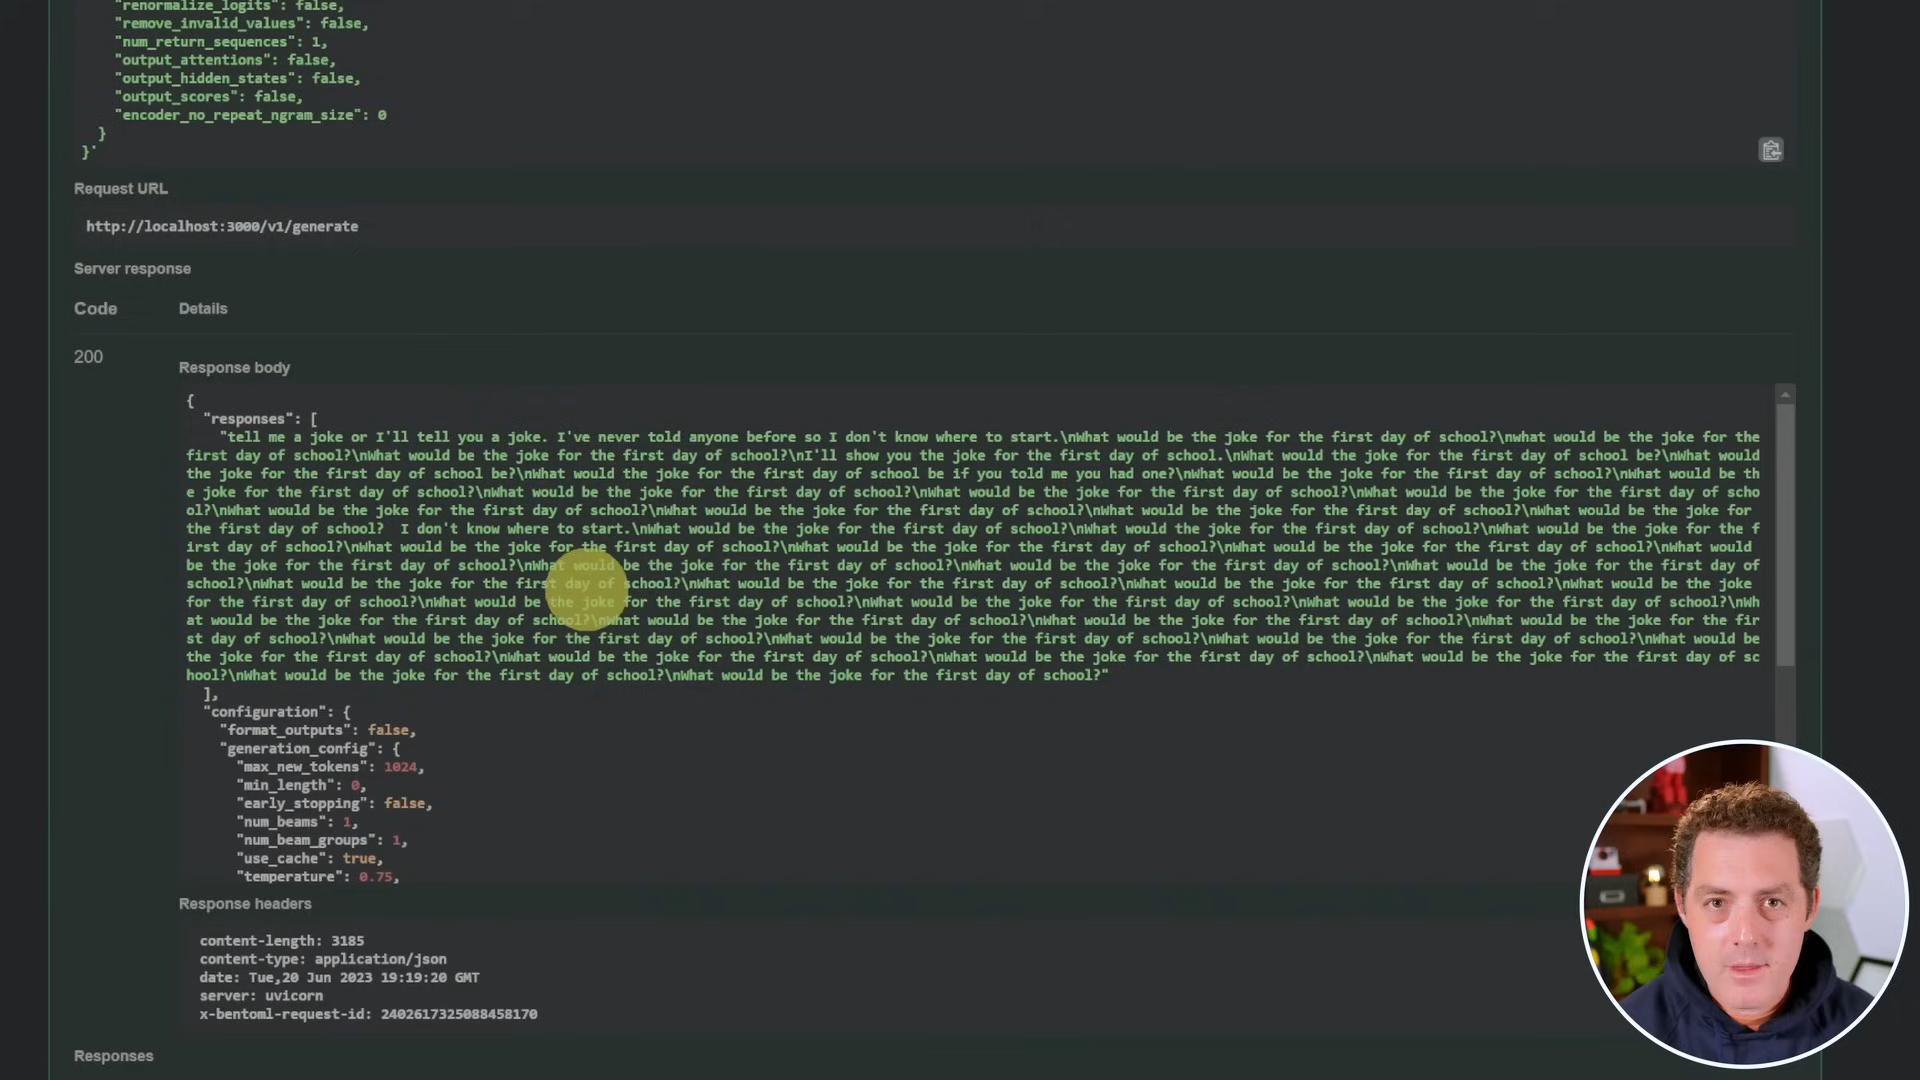 "renormalize_logits": false,
"remove_invalid_values": false,
"num_return_sequences": 1,
"output_attentions": false,
"output_hidden_states": false,
"output_scores": false,
"encoder_no_repeat_ngram_size": 0
}
}'
Request URL
http://localhost:3000/v1/generate
Server response
Code Details
200
Response body
{
"responses": [
"tell me a joke or I'll tell you a joke. I've never told anyone before so I don't know where to start.\nWhat would be the joke for the first day of school?\nwhat would be the joke for the
first day of school?\nWhat would be the joke for the first day of school?\nI'll show you the joke for the first day of school.\nWhat would the joke for the first day of school be?\nWhat would
the joke for the first day of school be?\nWhat would the joke for the first day of school be if you told me you had one?\nWhat would be the joke for the first day of school?\nWhat would be th
e joke for the first day of school?\nWhat would be the joke for the first day of school?\nWhat would be the joke for the first day of school?\nWhat would be the joke for the first day of scho
ol?\nWhat would be the joke for the first day of school?\nWhat would be the joke for the first day of school?\nWhat would be the joke for the first day of school?\nWhat would be the joke for
the first day of school?  I don't know where to start.\nWhat would be the joke for the first day of school?\nWhat would be the joke for the first day of school?\nWhat would be the joke for the f
irst day of school?\nWhat would be the joke for the first day of school?\nWhat would be the joke for the first day of school?\nWhat would be the joke for the first day of school?\nWhat would
be the joke for the first day of school?\nWhat would be the joke for the first day of school?\nWhat would be the joke for the first day of school?\nWhat would be the joke for the first day of
school?\nWhat would be the joke for the first day of school?\nWhat would be the joke for the first day of school?\nWhat would be the joke for the first day of school?\nWhat would be the joke
for the first day of school?\nWhat would be the joke for the first day of school?\nWhat would be the joke for the first day of school?\nWhat would be the joke for the first day of school?\nWh
at would be the joke for the first day of school?\nWhat would be the joke for the first day of school?\nWhat would be the joke for the first day of school?\nWhat would be the joke for the fir
st day of school?\nWhat would be the joke for the first day of school?\nWhat would be the joke for the first day of school?\nWhat would be the joke for the first day of school?\nWhat would be
the joke for the first day of school?\nWhat would be the joke for the first day of school?\nWhat would be the joke for the first day of school?\nWhat would be the joke for the first day of sc
hool?\nWhat would be the joke for the first day of school?\nWhat would be the joke for the first day of school?"
],
"configuration": {
"format_outputs": false,
"generation_config": {
"max_new_tokens": 1024,
"min_length": 0,
"early_stopping": false,
"num_beams": 1,
"num_beam_groups": 1,
"use_cache": true,
"temperature": 0.75,
Response headers
content-length: 3185
content-type: application/json
date: Tue,20 Jun 2023 19:19:20 GMT
server: uvicorn
x-bentoml-request-id: 2402617325088458170
Responses